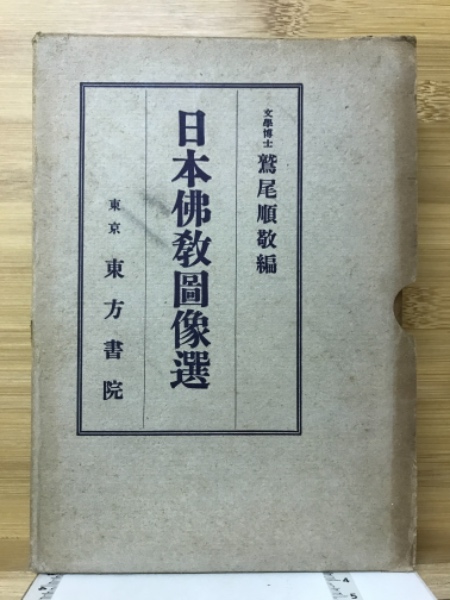 文學博士 鷲尾順敬編
日本佛教圖像選
東京 東方書院